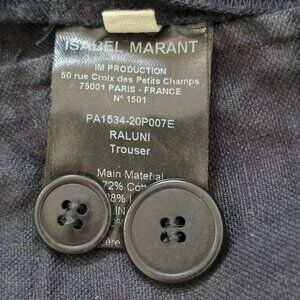 ISABEL MARANT
IM PRODUCTION
50 rue Croix des Petits Champs
75001 PARIS - FRANCE
N° 1501
PA1534-20P007E
RALUNI
Trouser
Main Material
72% Cott